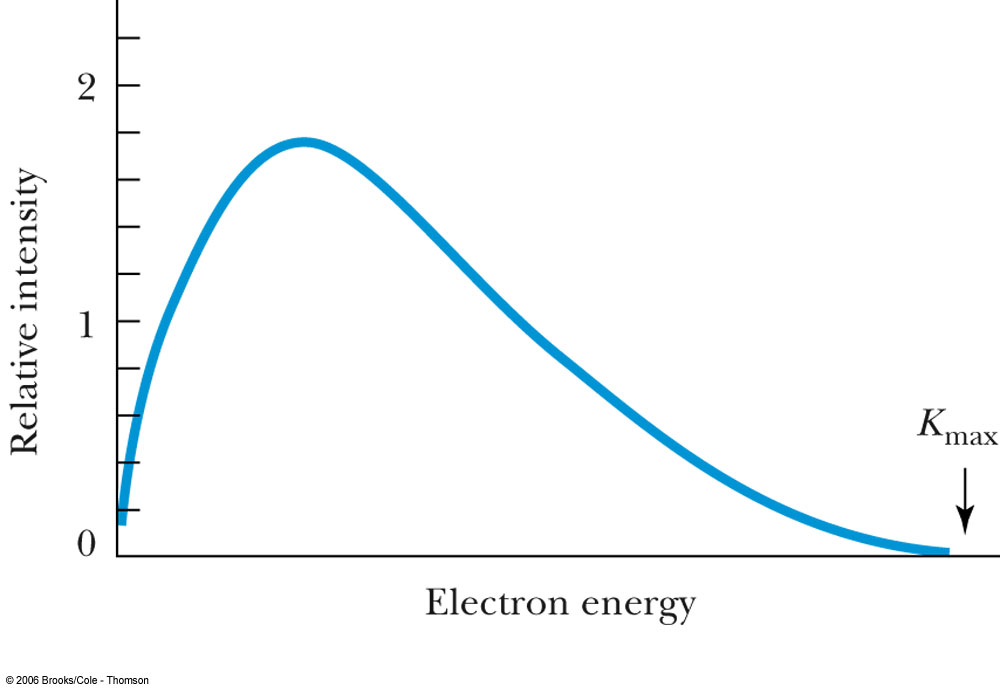 2
1
0
Relative intensity
K max
Electron energy
© 2006 Brooks/Cole - Thomson